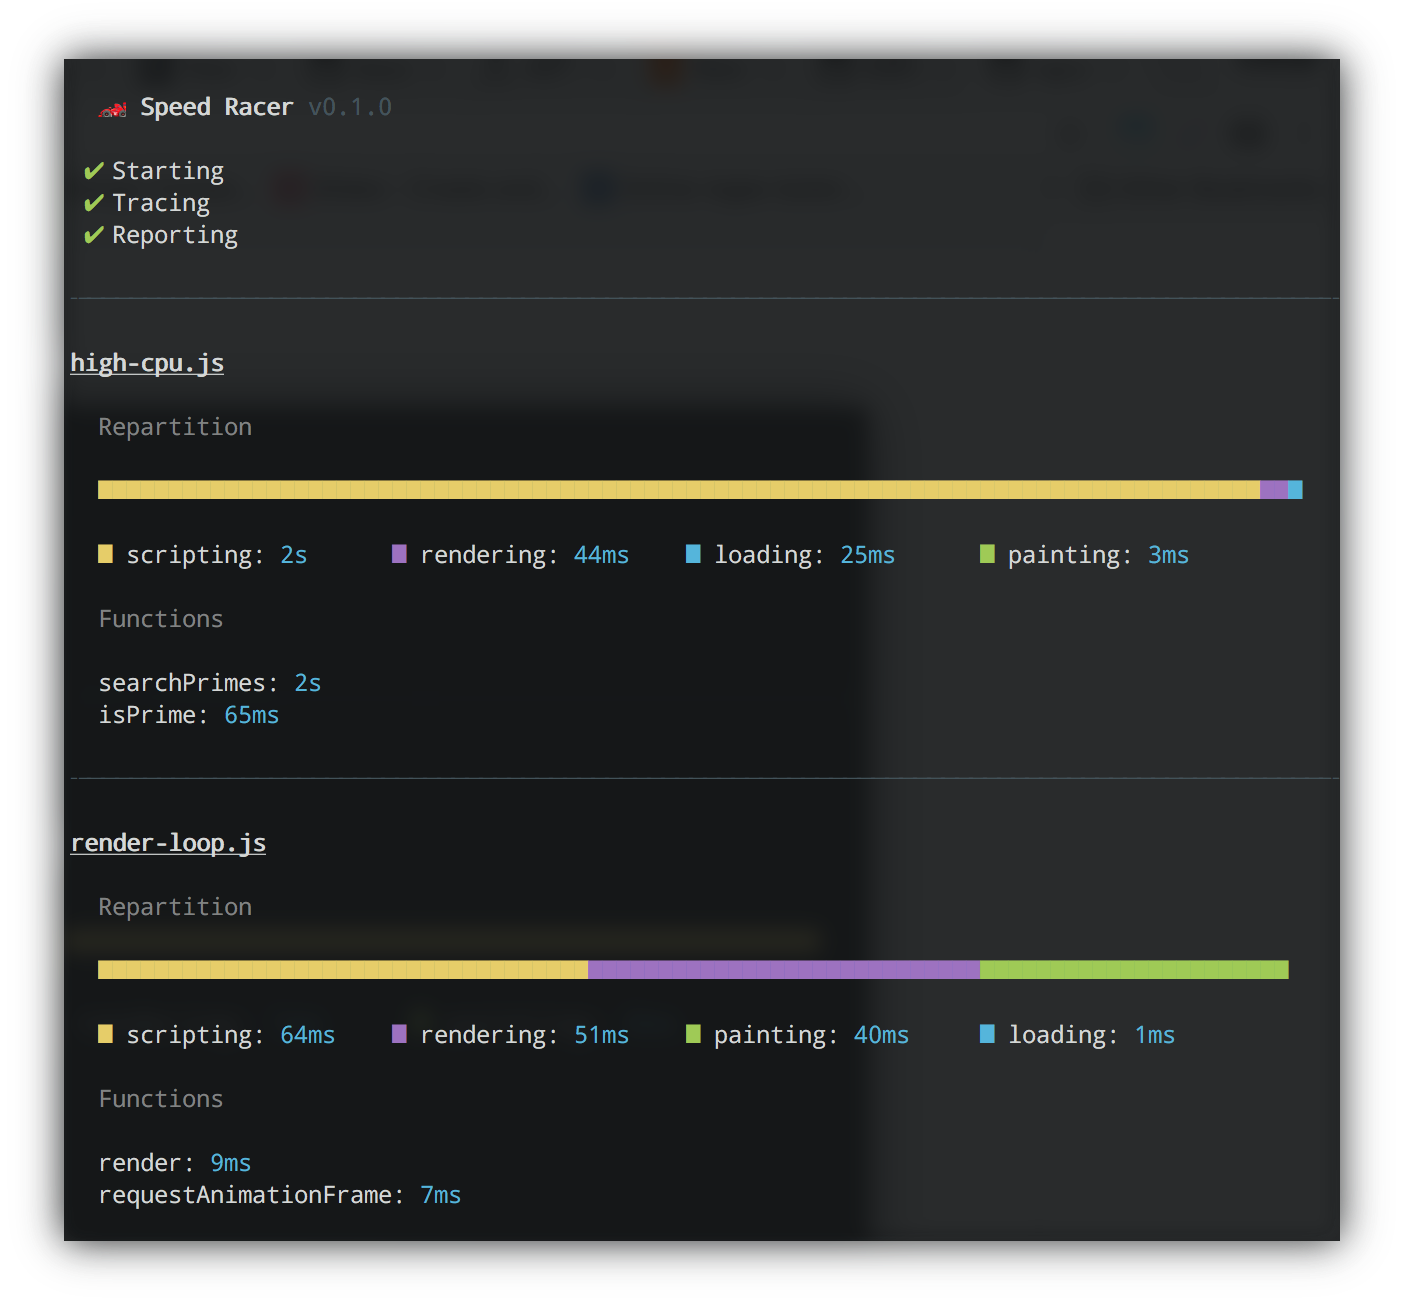 Speed Racer v0.1.0
✔ Starting
✔ Tracing
✔ Reporting
high-cpu.js
Repartition
scripting: 2s rendering: 44ms loading: 25ms painting: 3ms
Functions
searchPrimes: 2s
isPrime: 65ms
render-loop.js
Repartition
scripting: 64ms rendering: 51ms painting: 40ms loading: 1ms
Functions
render: 9ms
requestAnimationFrame: 7ms